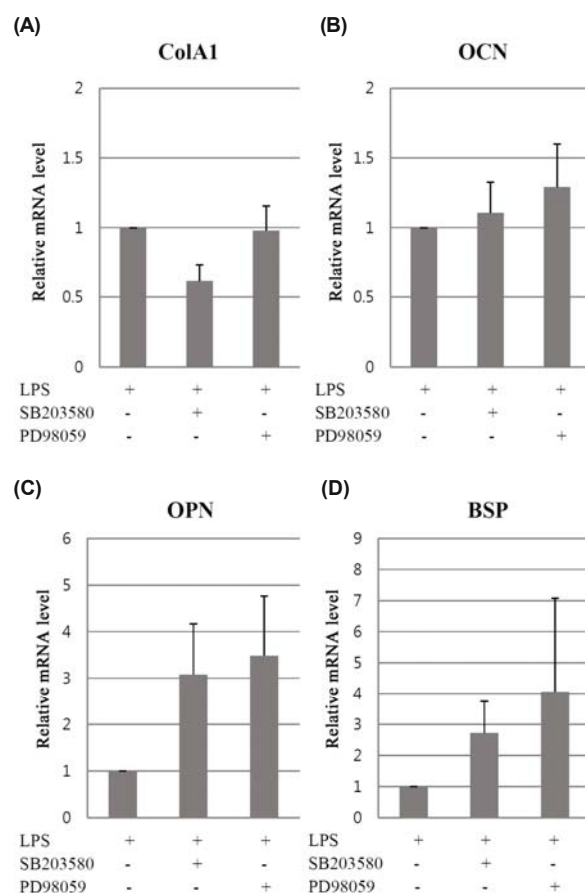 (A)
ColA1
Relative mRNA level
2
1.5
1
0.5
0
LPS + + +
SB203580 - + -
PD98059 - - +
(B)
OCN
Relative mRNA level
2
1.5
1
0.5
0
LPS + + +
SB203580 - + -
PD98059 - - +
(C)
OPN
Relative mRNA level
6
5
4
3
2
1
0
LPS + + +
SB203580 - + -
PD98059 - - +
(D)
BSP
Relative mRNA level
9
8
7
6
5
4
3
2
1
0
LPS + + +
SB203580 - + -
PD98059 - - +